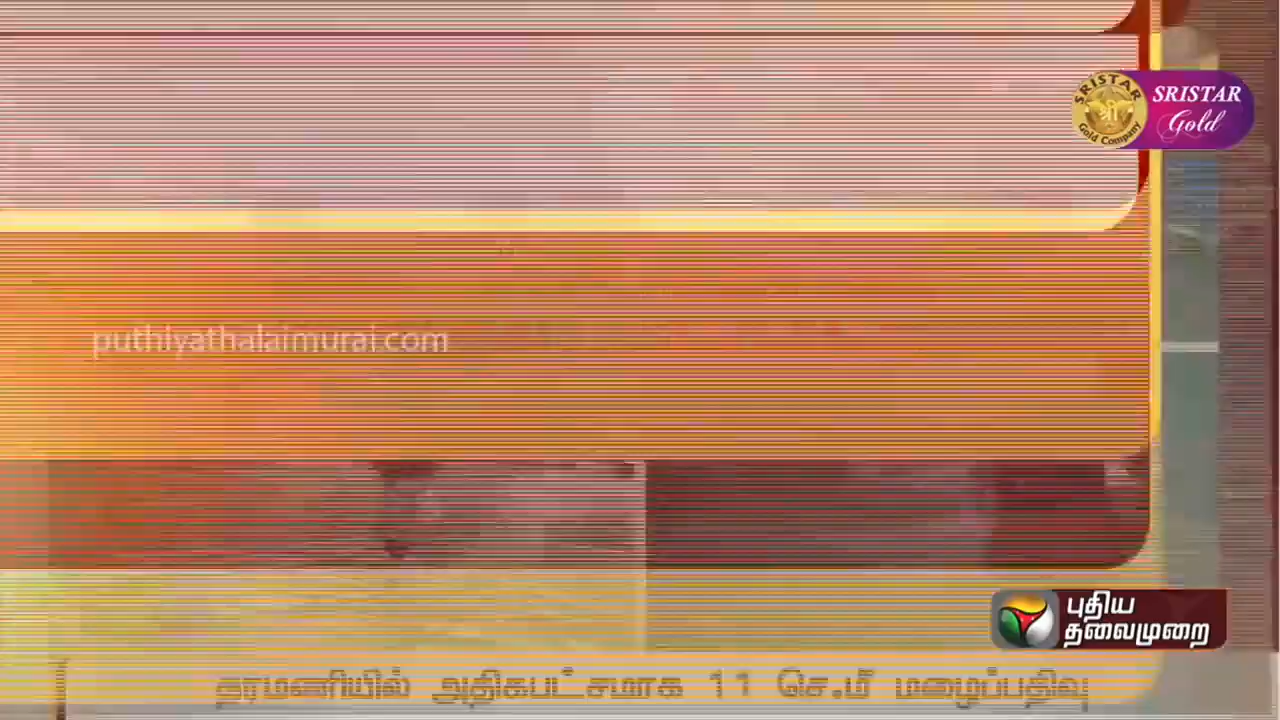 SRISTAR
Gold Company
ஸ்ரீ
SRISTAR
Gold
puthiyathalaimurai.com
புதிய
தலைமுறை
தரமணியில் அதிகபட்சமாக 11 செ.மீ மழைப்பதிவு